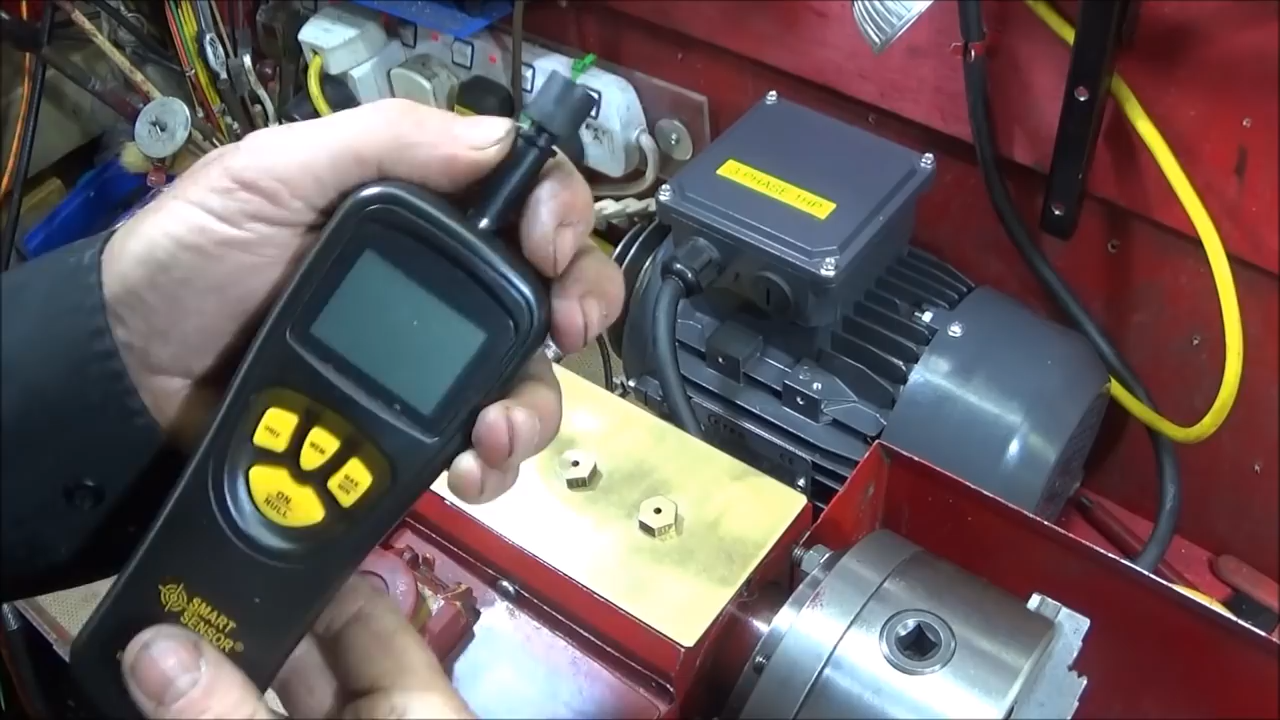 3 PHASE 1HP
UNIT
MEM
MAX
MIN
ON
NULL
SMART
SENSOR®